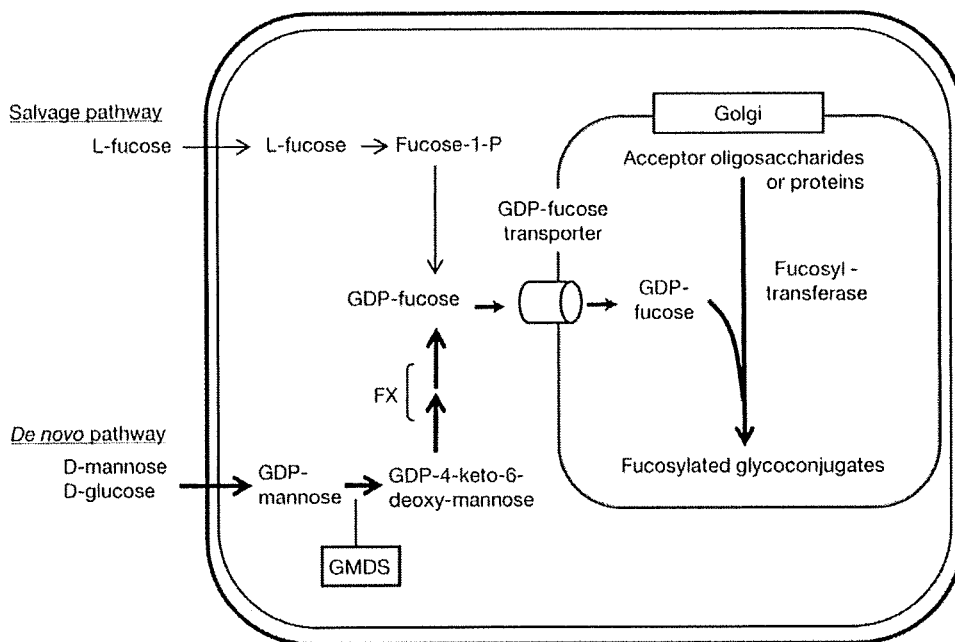 Salvage pathway
L-fucose
L-fucose
Fucose-1-P
Golgi
Acceptor oligosaccharides
or proteins
GDP-fucose
transporter
GDP-fucose
GDP-
fucose
Fucosyl -
transferase
FX
De novo pathway
D-mannose
D-glucose
GDP-
mannose
GDP-4-keto-6-
deoxy-mannose
Fucosylated glycoconjugates
GMDS